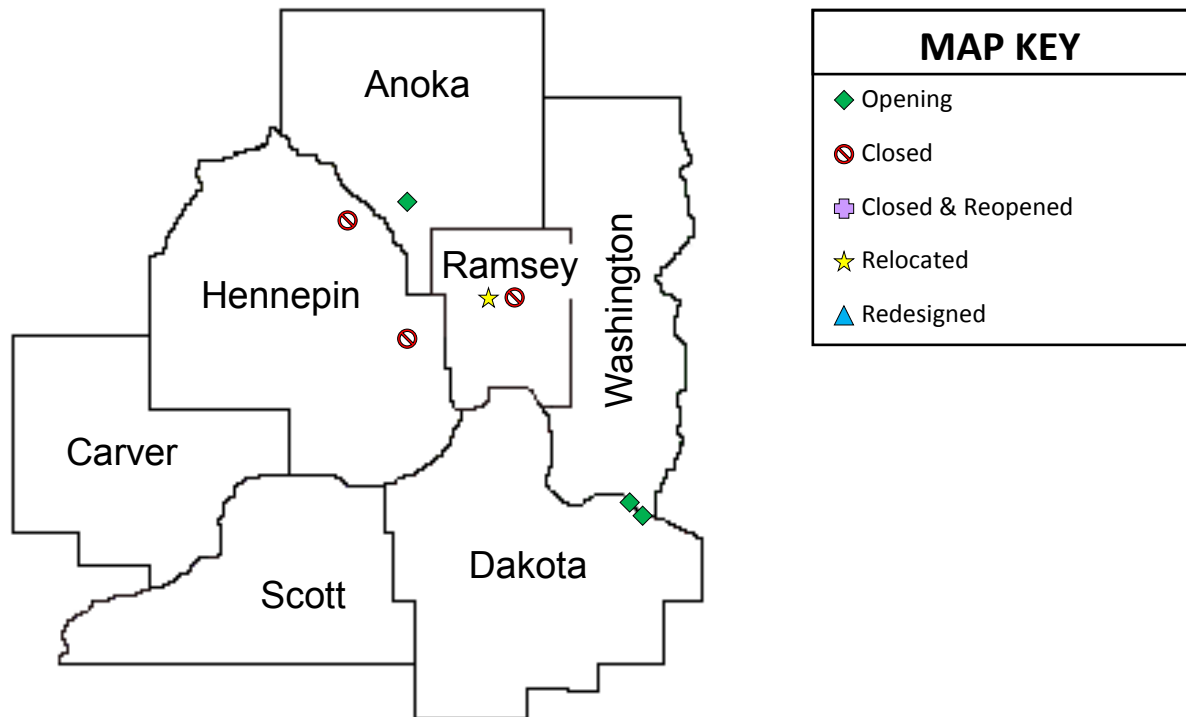 Anoka
Hennepin
Ramsey
Washington
Carver
Scott
Dakota
MAP KEY
Opening
Closed
Closed & Reopened
Relocated
Redesigned